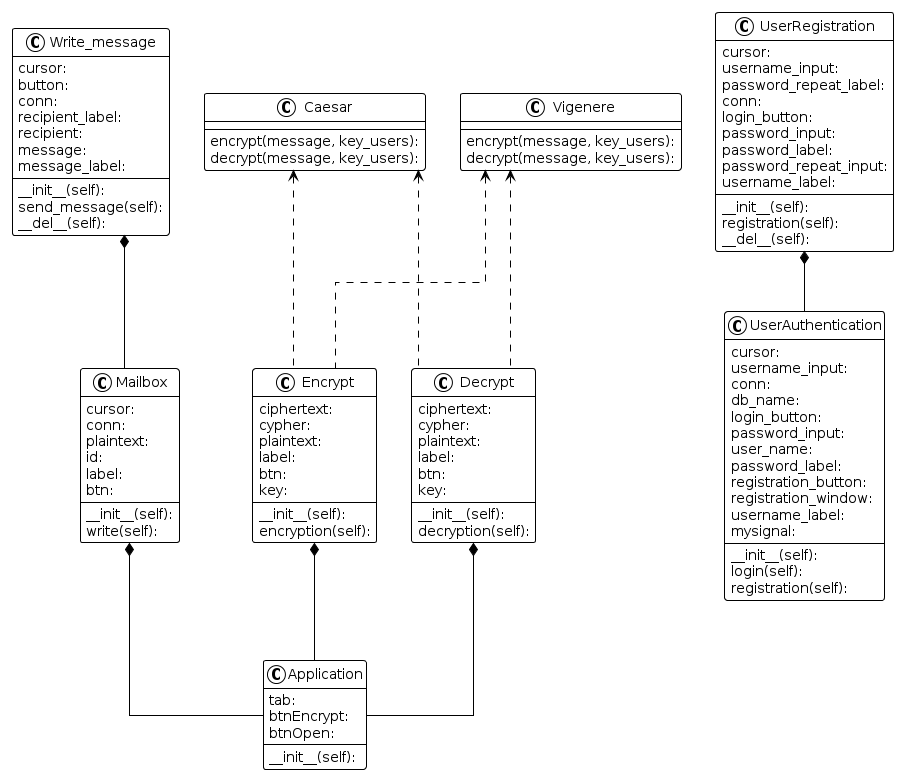 C Write_message
cursor:
button:
conn:
recipient_label:
recipient:
message:
message_label:
__init__(self):
send_message(self):
__del__(self):
C Caesar
encrypt(message, key_users):
decrypt(message, key_users):
C Vigenere
encrypt(message, key_users):
decrypt(message, key_users):
C UserRegistration
cursor:
username_input:
password_repeat_label:
conn:
login_button:
password_input:
password_label:
password_repeat_input:
username_label:
__init__(self):
registration(self):
__del__(self):
C Mailbox
cursor:
conn:
plaintext:
id:
label:
btn:
__init__(self):
write(self):
C Encrypt
ciphertext:
cypher:
plaintext:
label:
btn:
key:
__init__(self):
encryption(self):
C Decrypt
ciphertext:
cypher:
plaintext:
label:
btn:
key:
__init__(self):
decryption(self):
C UserAuthentication
cursor:
username_input:
conn:
db_name:
login_button:
password_input:
user_name:
password_label:
registration_button:
registration_window:
username_label:
mysignal:
__init__(self):
login(self):
registration(self):
C Application
tab:
btnEncrypt:
btnOpen:
__init__(self):